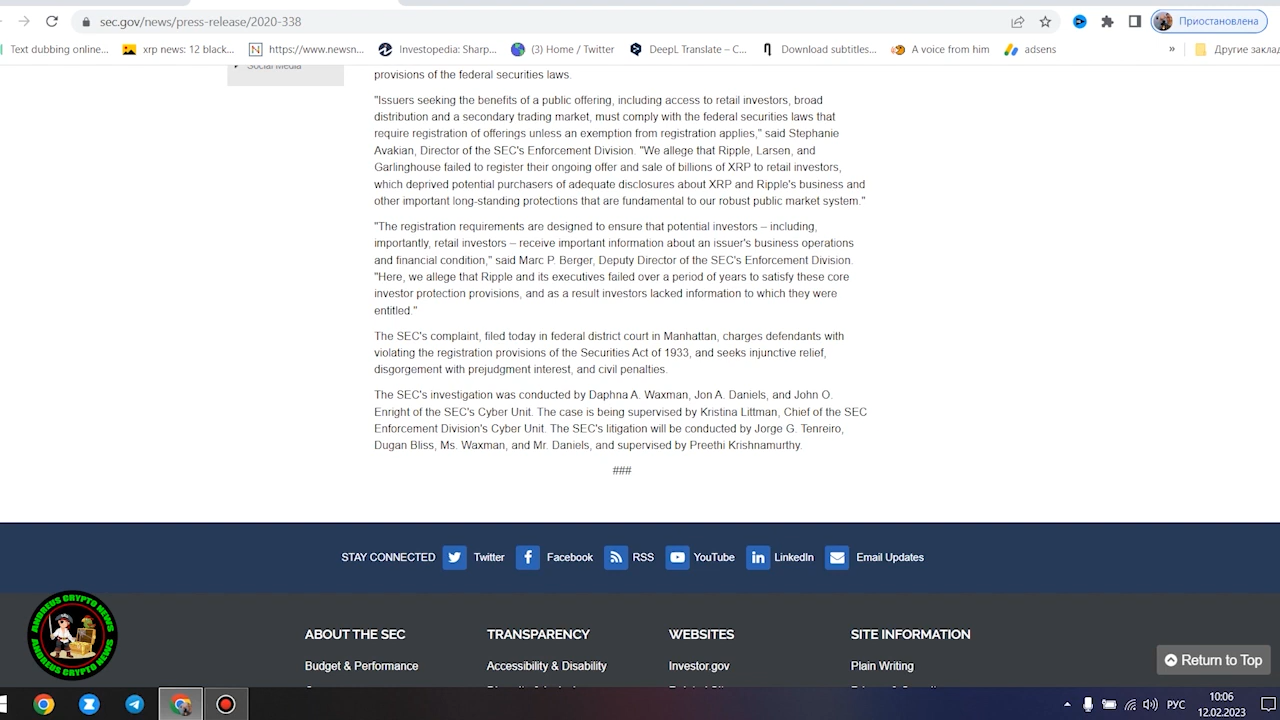 sec.gov/news/press-release/2020-338
Приостановлена
Text dubbing online...
xrp news: 12 black...
https://www.newsn...
Investopedia: Sharp...
(3) Home / Twitter
DeepL Translate – C...
Download subtitles...
A voice from him
adsens
»
Другие заклад
Social Media
provisions of the federal securities laws.
"Issuers seeking the benefits of a public offering, including access to retail investors, broad
distribution and a secondary trading market, must comply with the federal securities laws that
require registration of offerings unless an exemption from registration applies," said Stephanie
Avakian, Director of the SEC's Enforcement Division. "We allege that Ripple, Larsen, and
Garlinghouse failed to register their ongoing offer and sale of billions of XRP to retail investors,
which deprived potential purchasers of adequate disclosures about XRP and Ripple's business and
other important long-standing protections that are fundamental to our robust public market system."
"The registration requirements are designed to ensure that potential investors – including,
importantly, retail investors – receive important information about an issuer's business operations
and financial condition," said Marc P. Berger, Deputy Director of the SEC's Enforcement Division.
"Here, we allege that Ripple and its executives failed over a period of years to satisfy these core
investor protection provisions, and as a result investors lacked information to which they were
entitled."
The SEC's complaint, filed today in federal district court in Manhattan, charges defendants with
violating the registration provisions of the Securities Act of 1933, and seeks injunctive relief,
disgorgement with prejudgment interest, and civil penalties.
The SEC's investigation was conducted by Daphna A. Waxman, Jon A. Daniels, and John O.
Enright of the SEC's Cyber Unit. The case is being supervised by Kristina Littman, Chief of the SEC
Enforcement Division's Cyber Unit. The SEC's litigation will be conducted by Jorge G. Tenreiro,
Dugan Bliss, Ms. Waxman, and Mr. Daniels, and supervised by Preethi Krishnamurthy.
###
STAY CONNECTED Twitter Facebook RSS YouTube LinkedIn Email Updates
ANDREUS CRYPTO NEWS
ANDREUS CRYPTO NEWS
ABOUT THE SEC TRANSPARENCY WEBSITES SITE INFORMATION
Budget & Performance Accessibility & Disability Investor.gov Plain Writing
Return to Top
РУС
10:06
12.02.2023